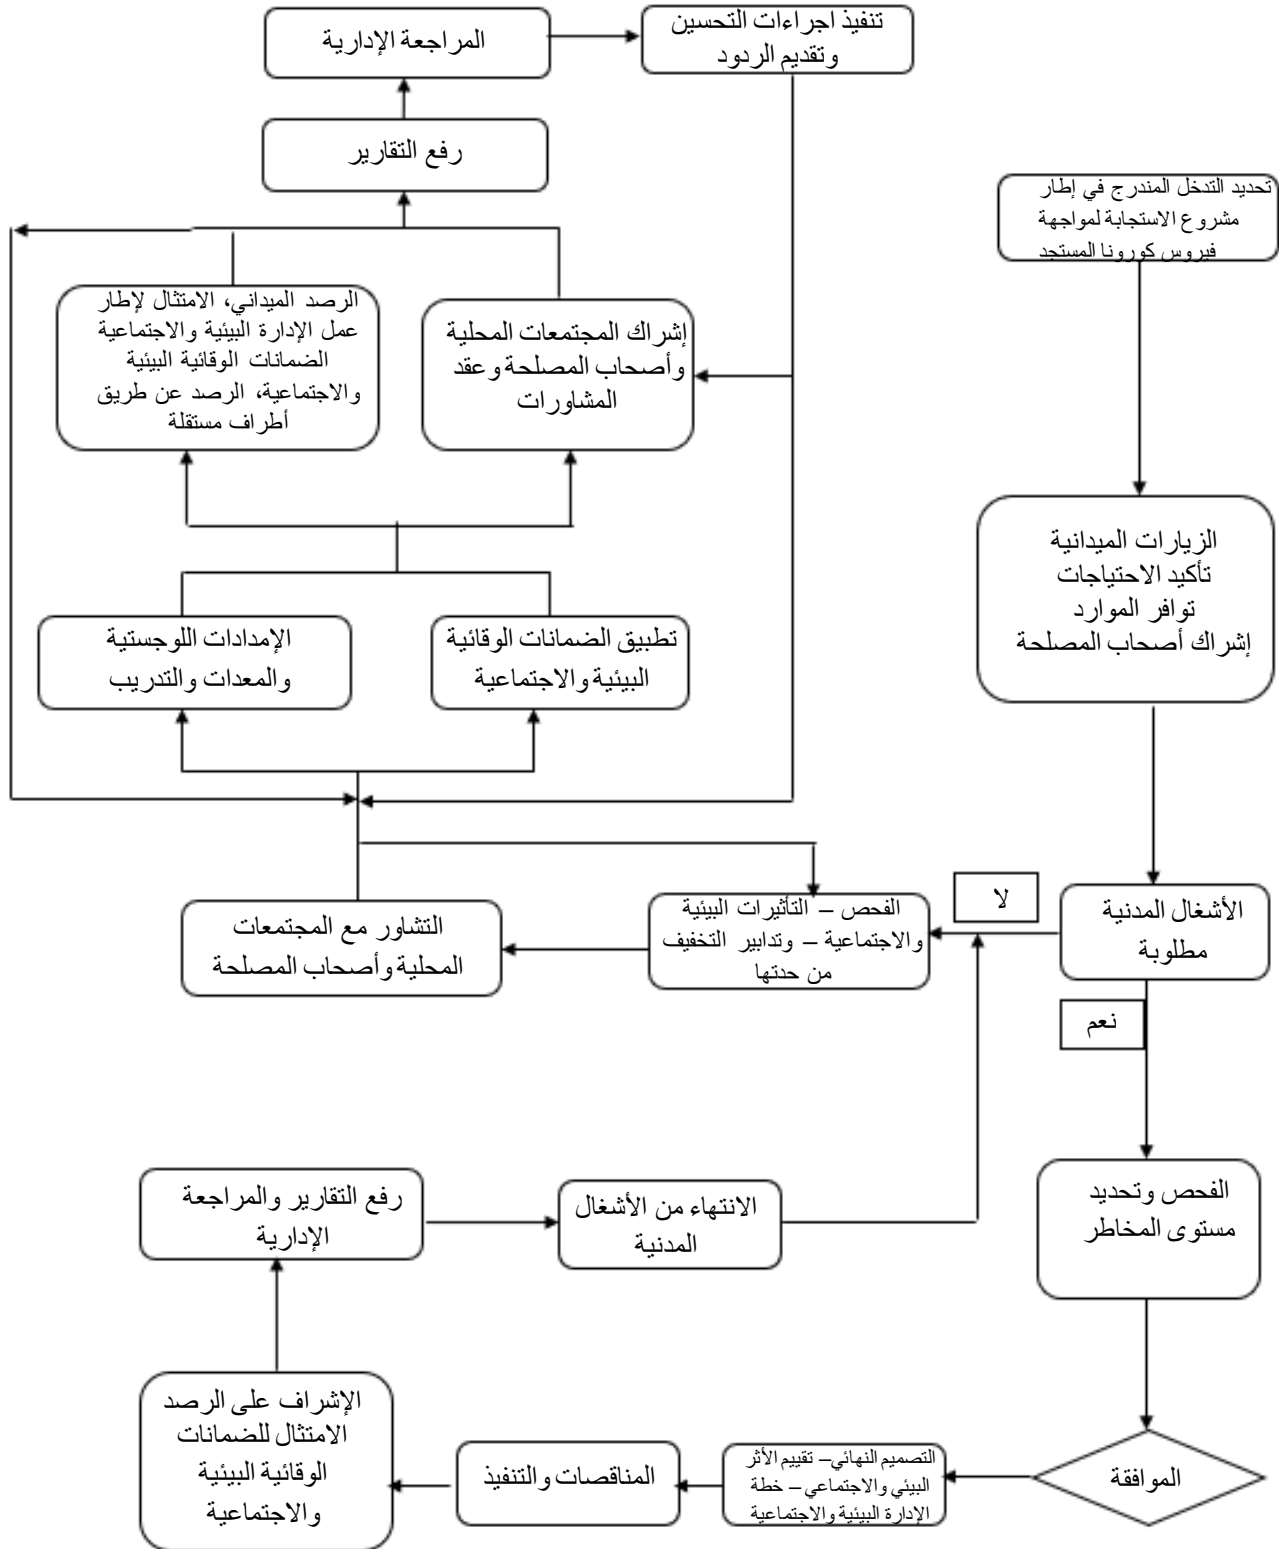 المراجعة الإدارية
تنفيذ اجراءات التحسين
وتقديم الردود
رفع التقارير
تحديد التدخل المندرج في إطار
مشروع الاستجابة لمواجهة
فيروس كورونا المستجد
الرصد الميداني، الامتثال لإطار
عمل الإدارة البيئية والاجتماعية
الضمانات الوقائية البيئية
والاجتماعية، الرصد عن طريق
أطراف مستقلة
إشراك المجتمعات المحلية
وأصحاب المصلحة وعقد
المشاورات
الزيارات الميدانية
تأكيد الاحتياجات
توافر الموارد
إشراك أصحاب المصلحة
الإمدادات اللوجستية
والمعدات والتدريب
تطبيق الضمانات الوقائية
البيئية والاجتماعية
الأشغال المدنية
مطلوبة
لا
الفحص – التأثيرات البيئية
والاجتماعية – وتدابير التخفيف
من حدتها
التشاور مع المجتمعات
المحلية وأصحاب المصلحة
نعم
الفحص وتحديد
مستوى المخاطر
الانتهاء من الأشغال
المدنية
رفع التقارير والمراجعة
الإدارية
الموافقة
التصميم النهائي– تقييم الأثر
البيئي والاجتماعي – خطة
الإدارة البيئية والاجتماعية
المناقصات والتنفيذ
الإشراف على الرصد
الامتثال للضمانات
الوقائية البيئية
والاجتماعية